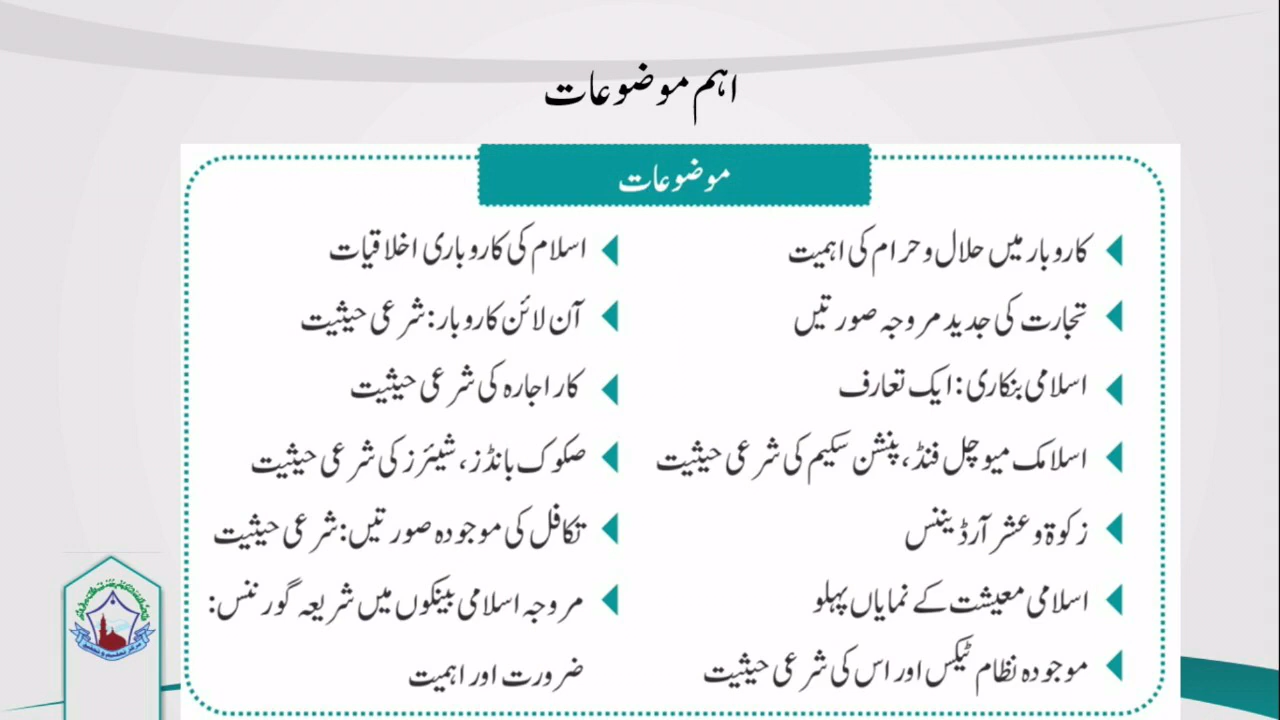 اہم موضوعات
موضوعات
کاروبار میں حلال و حرام کی اہمیت
تجارت کی جدید مروجہ صورتیں
اسلامی بنکاری: ایک تعارف
اسلامک میوچل فنڈ، پنشن سکیم کی شرعی حیثیت
زکوۃ و عشر آرڈیننس
اسلامی معیشت کے نمایاں پہلو
موجودہ نظام ٹیکس اور اس کی شرعی حیثیت
اسلام کی کاروباری اخلاقیات
آن لائن کاروبار: شرعی حیثیت
کار اجارہ کی شرعی حیثیت
صکوک بانڈز، شیئرز کی شرعی حیثیت
تکافل کی موجودہ صورتیں: شرعی حیثیت
مروجہ اسلامی بینکوں میں شریعہ گورننس:
ضرورت اور اہمیت